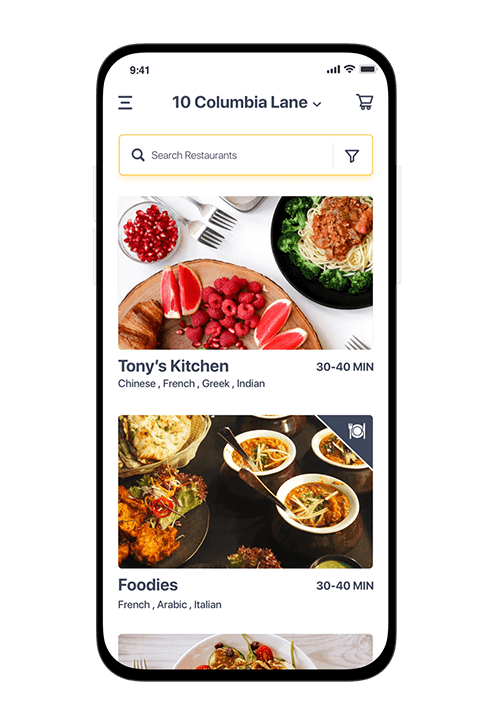 9:41
10 Columbia Lane
Search Restaurants
Tony’s Kitchen 30-40 MIN
Chinese , French , Greek , Indian
Foodies 30-40 MIN
French , Arabic , Italian